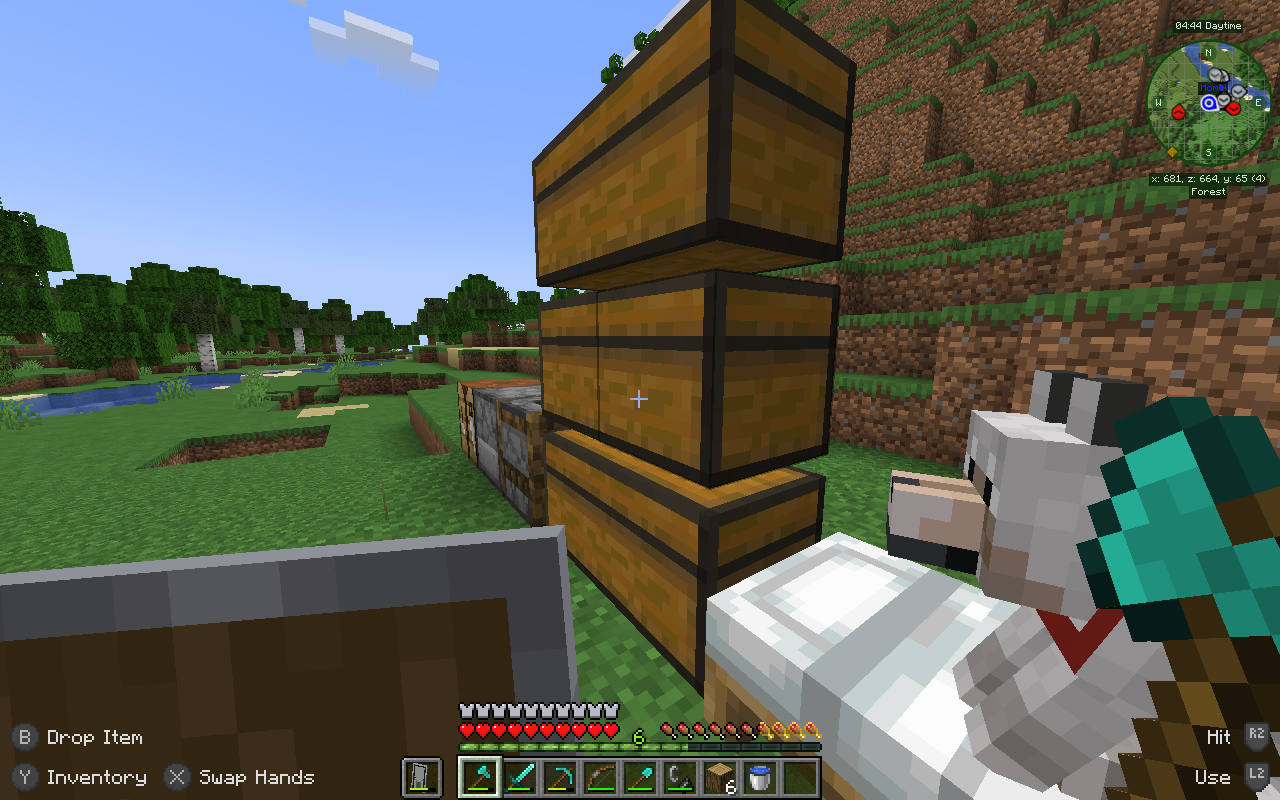 04:44 Daytime
N
Home
W
E
S
x: 681, z: 664, y: 65 (4)
Forest
6
B Drop Item
Hit R2
Y Inventory X Swap Hands
Use L2
6